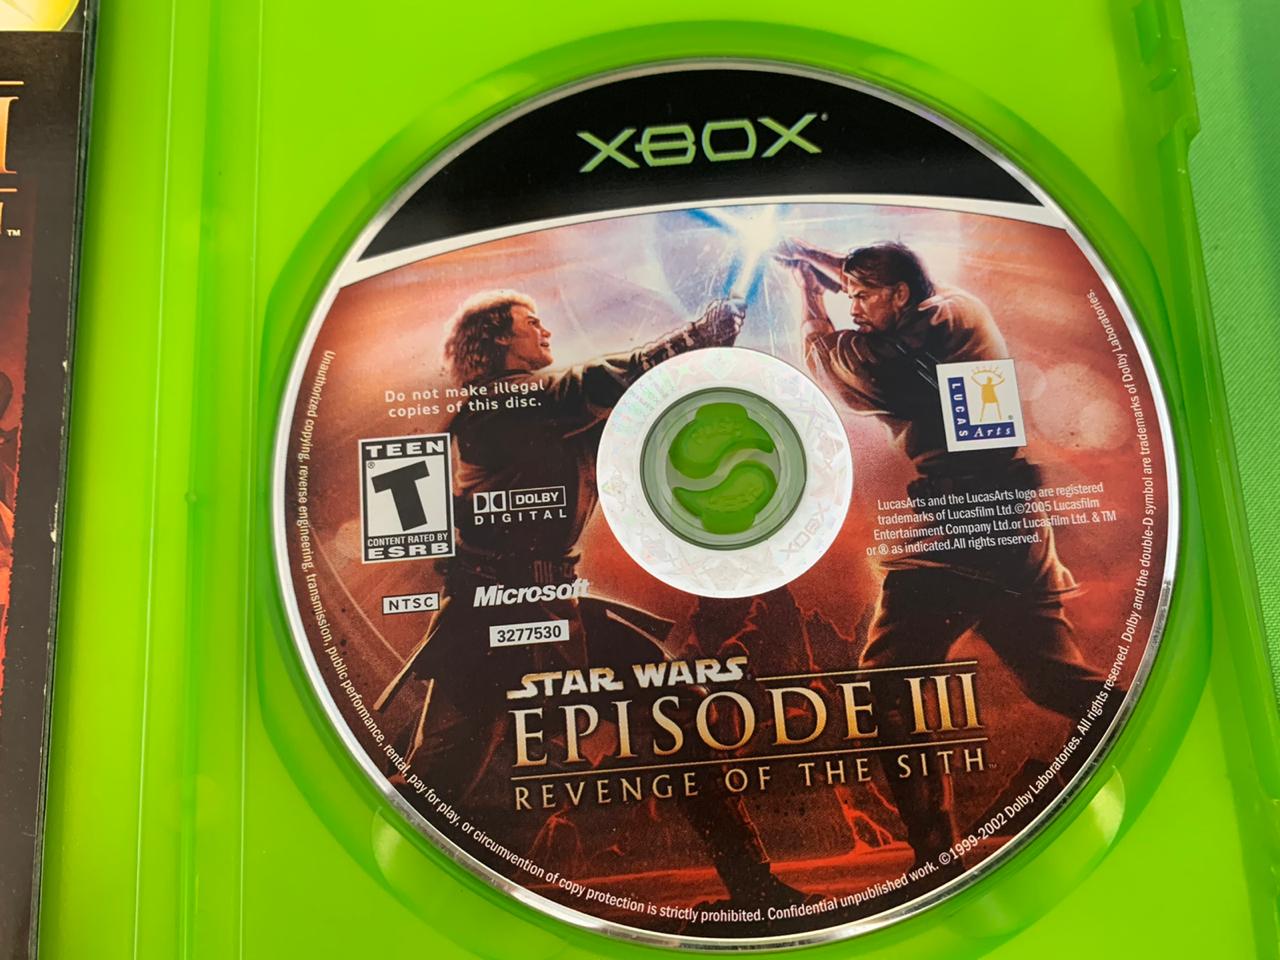 I
™
XBOX
Do not make illegal
copies of this disc.
TEEN
T
®
CONTENT RATED BY
ESRB
DOLBY
DIGITAL
NTSC
Microsoft
3277530
LUCAS
Arts
LucasArts and the LucasArts logo are registered
trademarks of Lucasfilm Ltd.©2005 Lucasfilm
Entertainment Company Ltd.or Lucasfilm Ltd. & TM
or ® as indicated.All rights reserved.
STAR WARS
EPISODE III
REVENGE OF THE SITH™
Unauthorized copying, reverse engineering, transmission, public performance, rental, pay for play, or circumvention of copy protection is strictly prohibited. Confidential unpublished work. ©1999-2002 Dolby Laboratories. All rights reserved. Dolby and the double-D symbol are trademarks of Dolby Laboratories.
XBOX